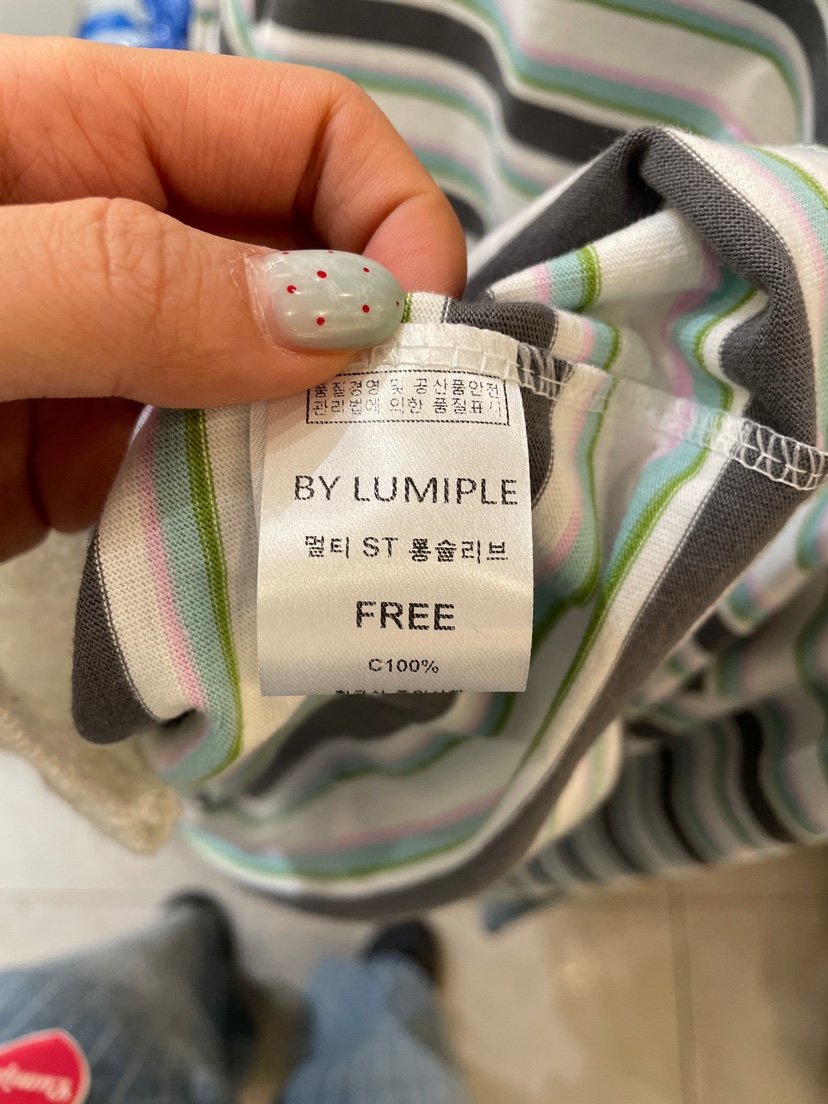 품질경영 및 공산품안전
관리법에 의한 품질표시
BY LUMIPLE
멀티 ST 롱슬리브
FREE
C100%